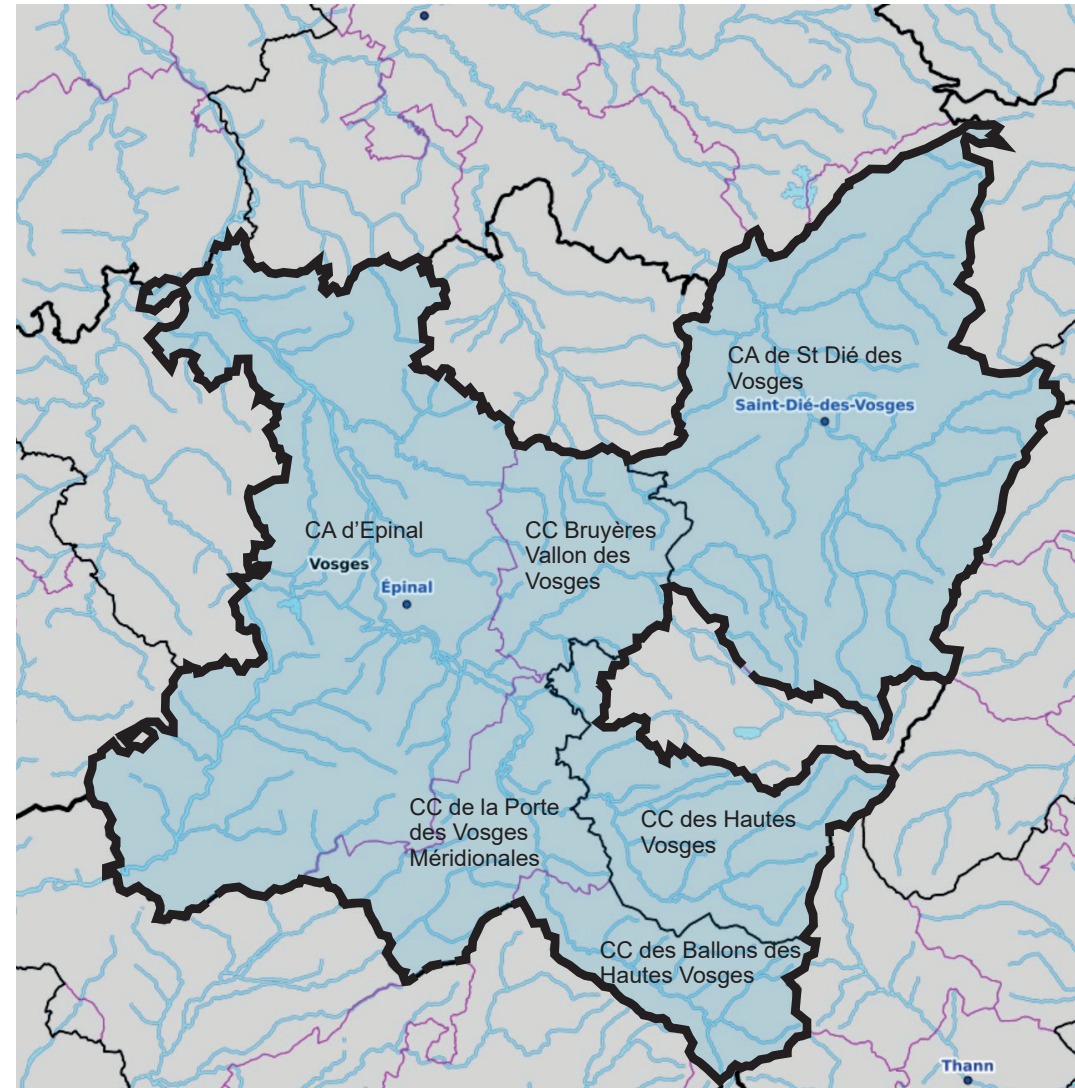 CA de St Dié des
Vosges
Saint-Dié-des-Vosges
CA d’Epinal
Vosges
Épinal
CC Bruyères
Vallon des
Vosges
CC de la Porte
des Vosges
Méridionales
CC des Hautes
Vosges
CC des Ballons des
Hautes Vosges
Thann